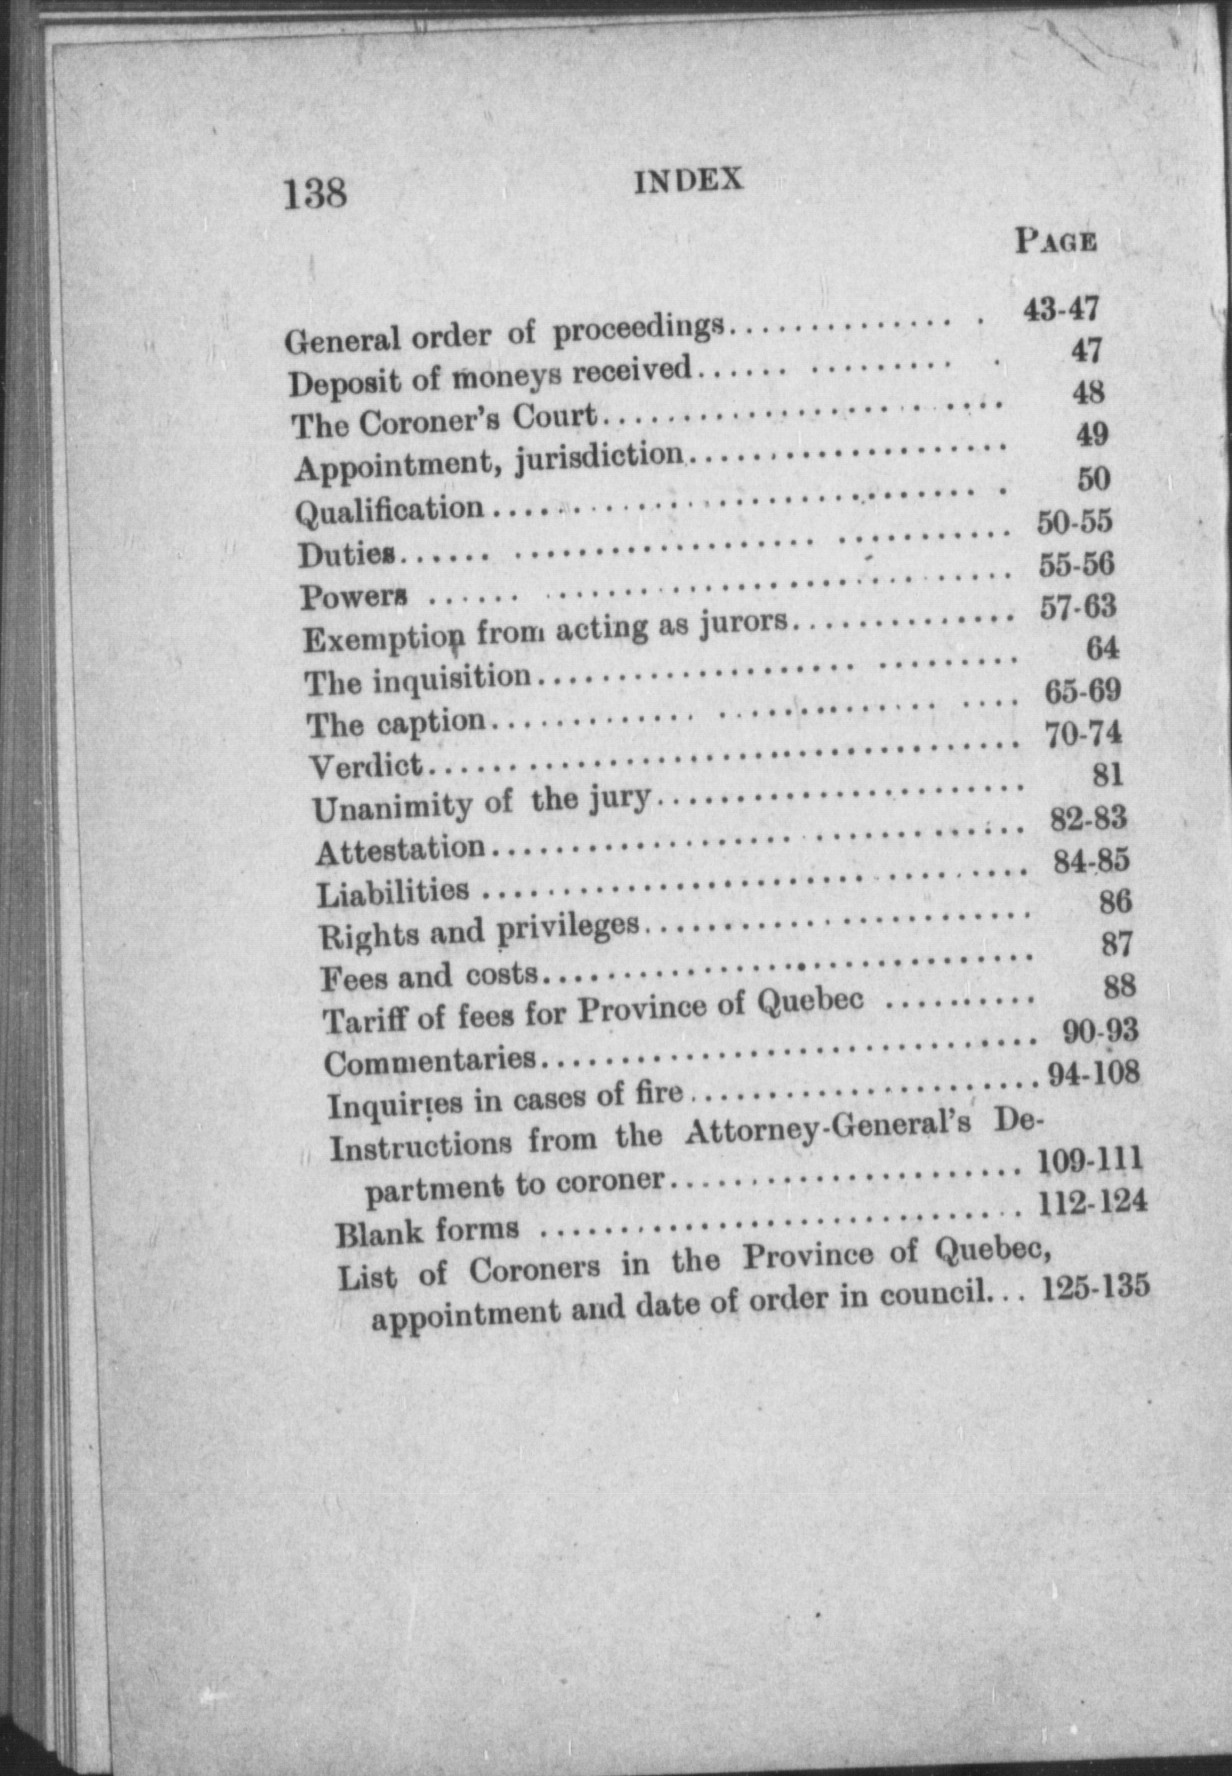 138 INDEX
PAGE
General order of proceedings............... . 43-47
Deposit of moneys received...... ......... . 47
The Coroner's Court......................... 48
Appointment, jurisdiction.................... 49
Qualification.............................. . 50
Duties...... ................... ........... 50-55
Powers ...... ............................. 55-56
Exemption from acting as jurors.............. 57-63
The inquisition.................... ......... 64
The caption............. .............. .... 65-69
Verdict..................................... 70-74
Unanimity of the jury....................... 81
Attestation................... ............. 82-83
Liabilities .................................. 84-85
Rights and privileges......................... 86
Fees and costs............................... 87
Tariff of fees for Province of Quebec .......... 88
Commentaries................................ 90-93
Inquiries in cases of fire...................... 94-108
Instructions from the Attorney-General's De-
partment to coroner...................... 109-111
Blank forms .............................. 112-124
List of Coroners in the Province of Quebec,
appointment and date of order in council... 125-135